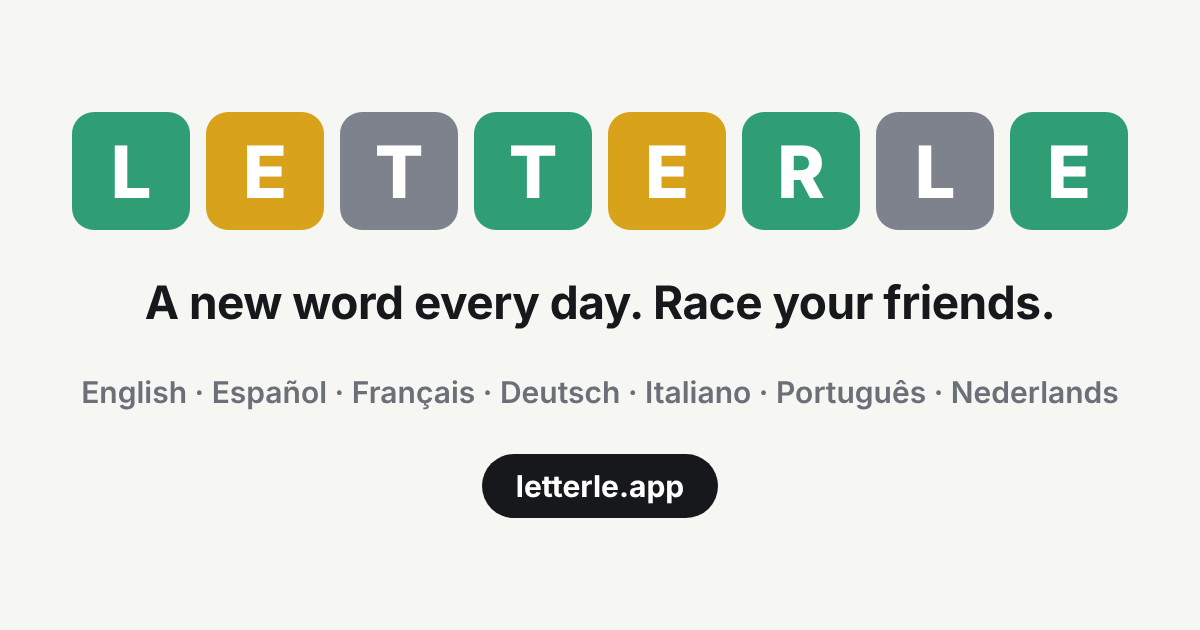 LETTERLE
A new word every day. Race your friends.
English · Español · Français · Deutsch · Italiano · Português · Nederlands
letterle.app